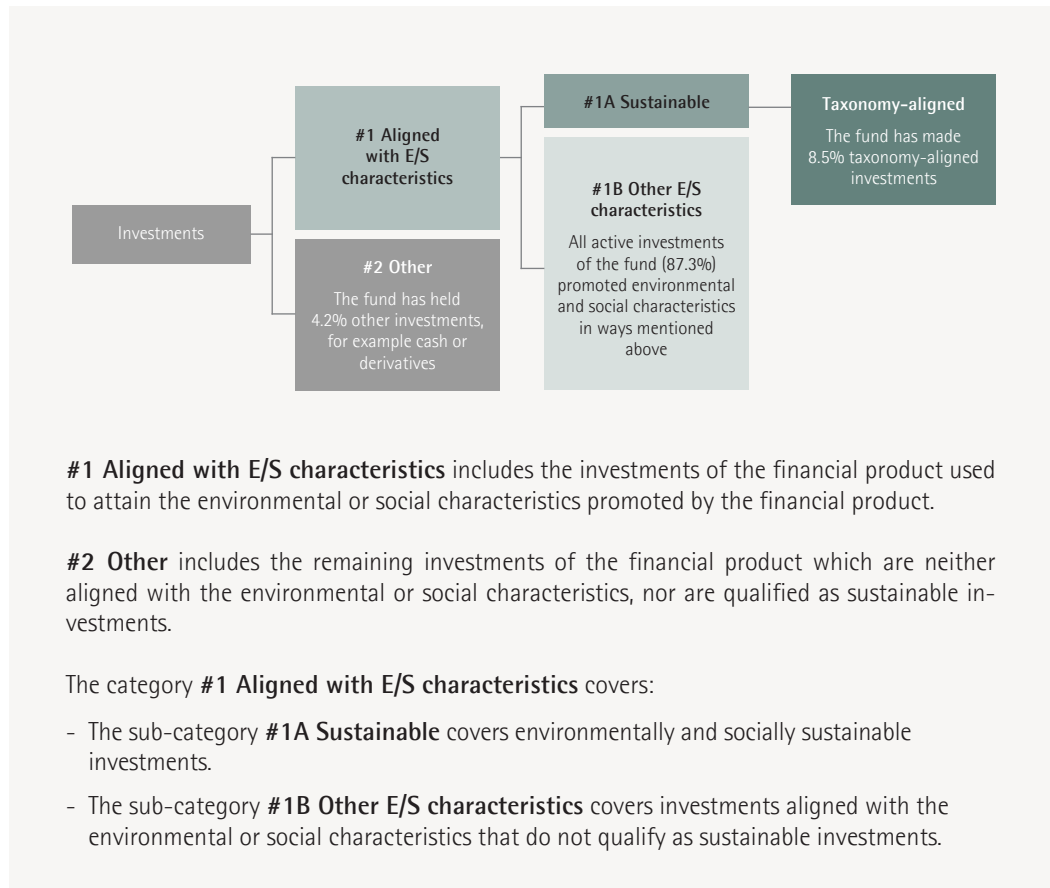 Investments
#1 Aligned
with E/S
characteristics
#2 Other
The fund has held
4.2% other investments,
for example cash or
derivatives
#1A Sustainable
#1B Other E/S
characteristics
All active investments
of the fund (87.3%)
promoted environmental
and social characteristics
in ways mentioned
above
Taxonomy-aligned
The fund has made
8.5% taxonomy-aligned
investments
#1 Aligned with E/S characteristics includes the investments of the financial product used
to attain the environmental or social characteristics promoted by the financial product.
#2 Other includes the remaining investments of the financial product which are neither
aligned with the environmental or social characteristics, nor are qualified as sustainable in-
vestments.
The category #1 Aligned with E/S characteristics covers:
- The sub-category #1A Sustainable covers environmentally and socially sustainable
investments.
- The sub-category #1B Other E/S characteristics covers investments aligned with the
environmental or social characteristics that do not qualify as sustainable investments.